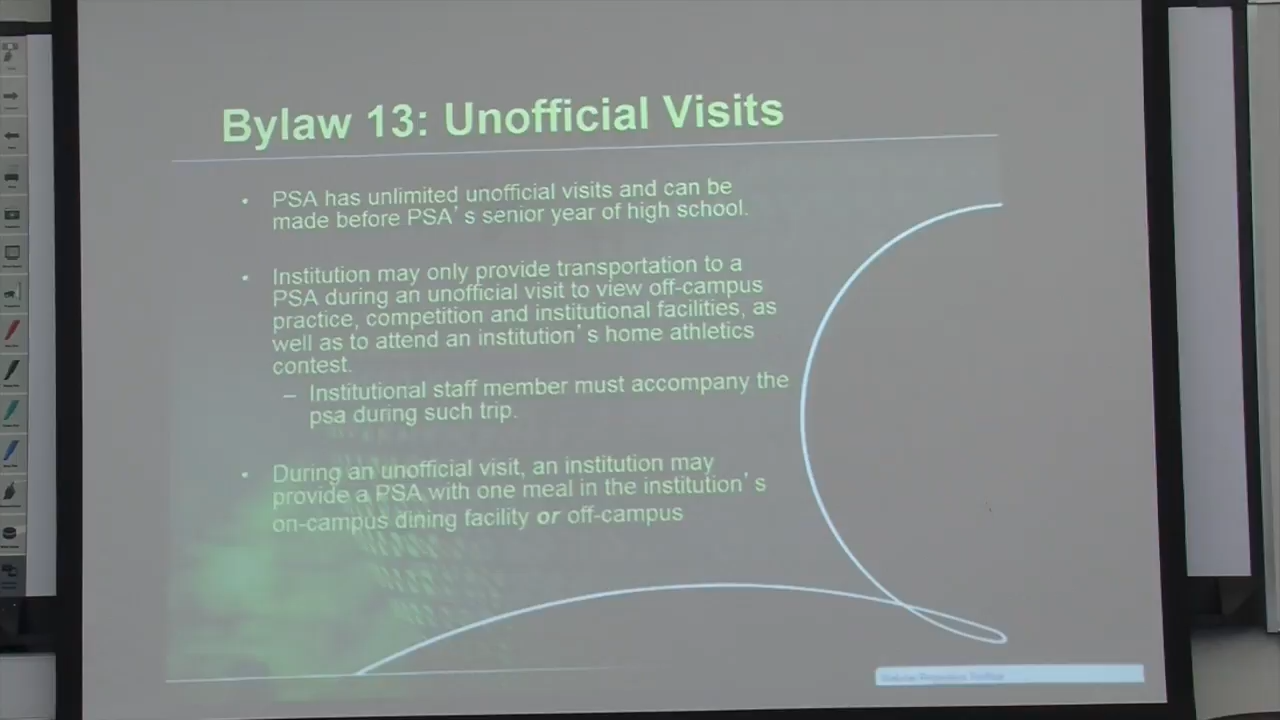 Bylaw 13: Unofficial Visits
• PSA has unlimited unofficial visits and can be
made before PSA's senior year of high school.
• Institution may only provide transportation to a
PSA during an unofficial visit to view off-campus
practice, competition and institutional facilities, as
well as to attend an institution's home athletics
contest.
– Institutional staff member must accompany the
psa during such trip.
• During an unofficial visit, an institution may
provide a PSA with one meal in the institution's
on-campus dining facility or off-campus